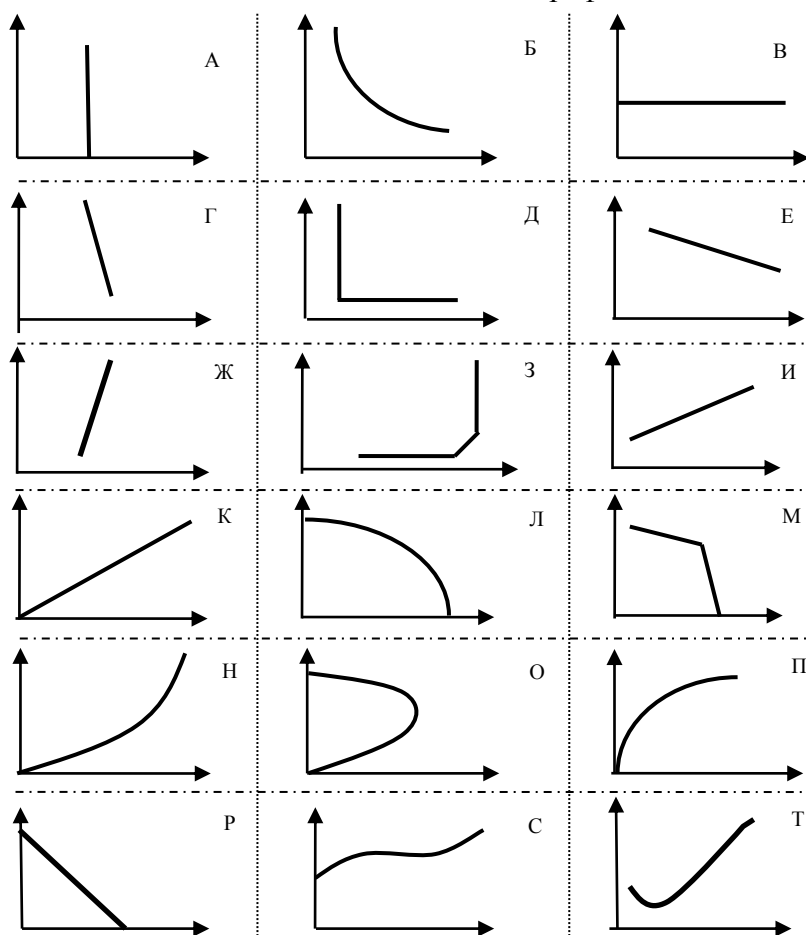 А Б В
Г Д Е
Ж З И
К Л М
Н О П
Р С Т